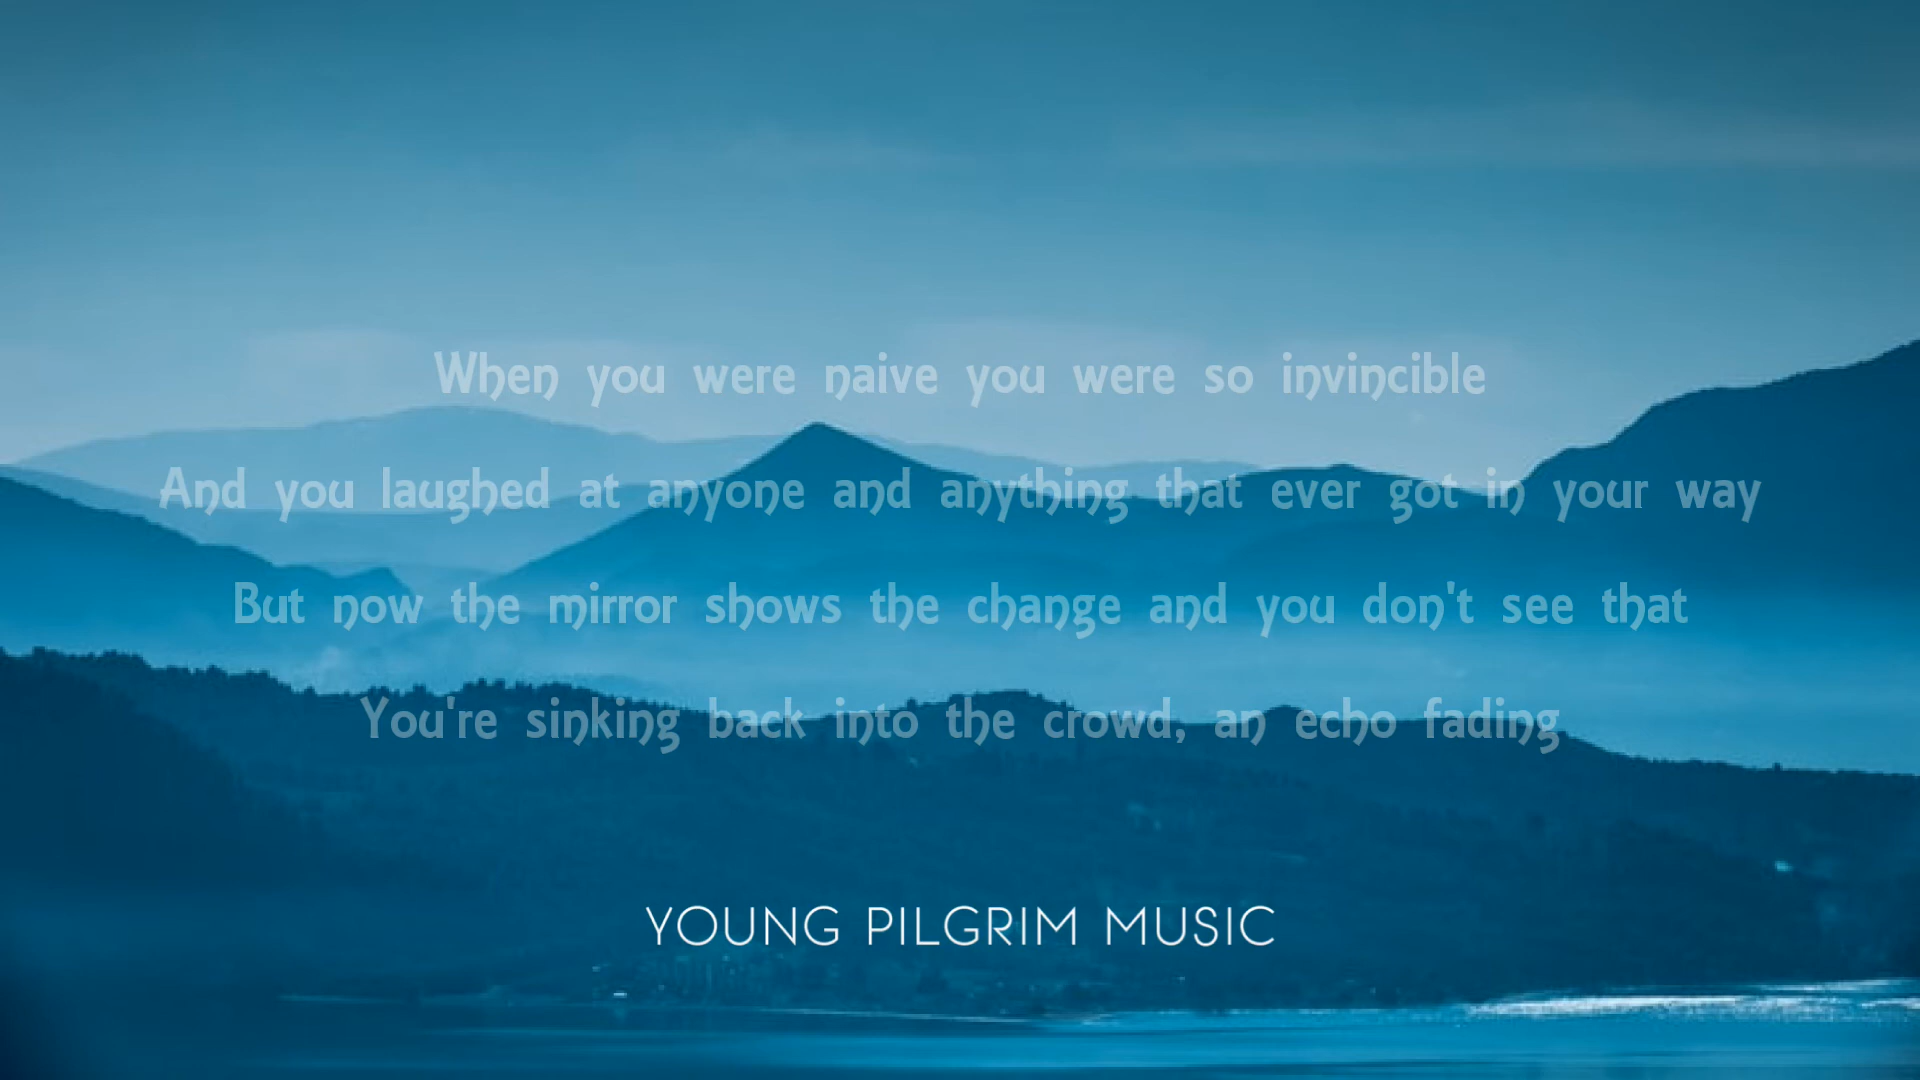 When you were naive you were so invincible
And you laughed at anyone and anything that ever got in your way
But now the mirror shows the change and you don't see that
You're sinking back into the crowd, an echo fading
YOUNG PILGRIM MUSIC